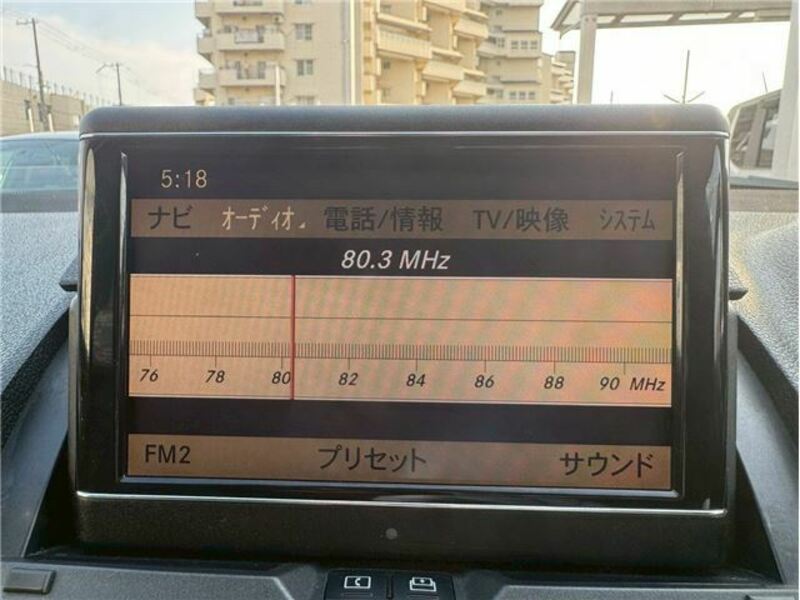 5:18
ナビ オーディオ 電話/情報 TV/映像 システム
80.3 MHz
76 78 80 82 84 86 88 90 MHz
FM2 プリセット サウンド